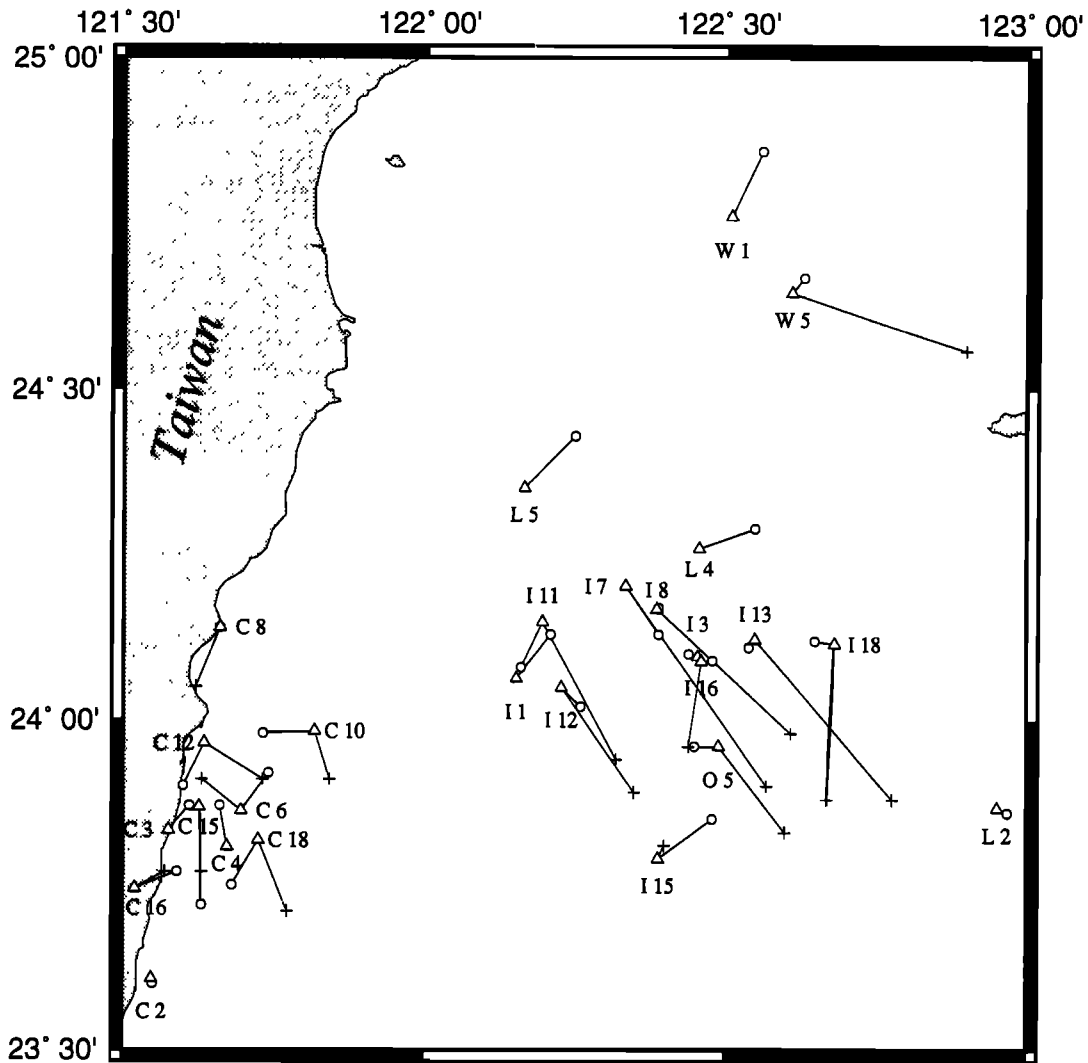 121° 30' 122° 00' 122° 30' 123° 00'
25° 00'
W 1
W 5
Taiwan
24° 30'
L 5
L 4
I 7 I 8
I 11
I 3 I 13
C 8
I 18
I 16
I 1 I 12
24° 00'
C 10
C 12
O 5
C 6
C 3 C 15 C 18
L 2
C 4
I 15
C 16
C 2
23° 30'